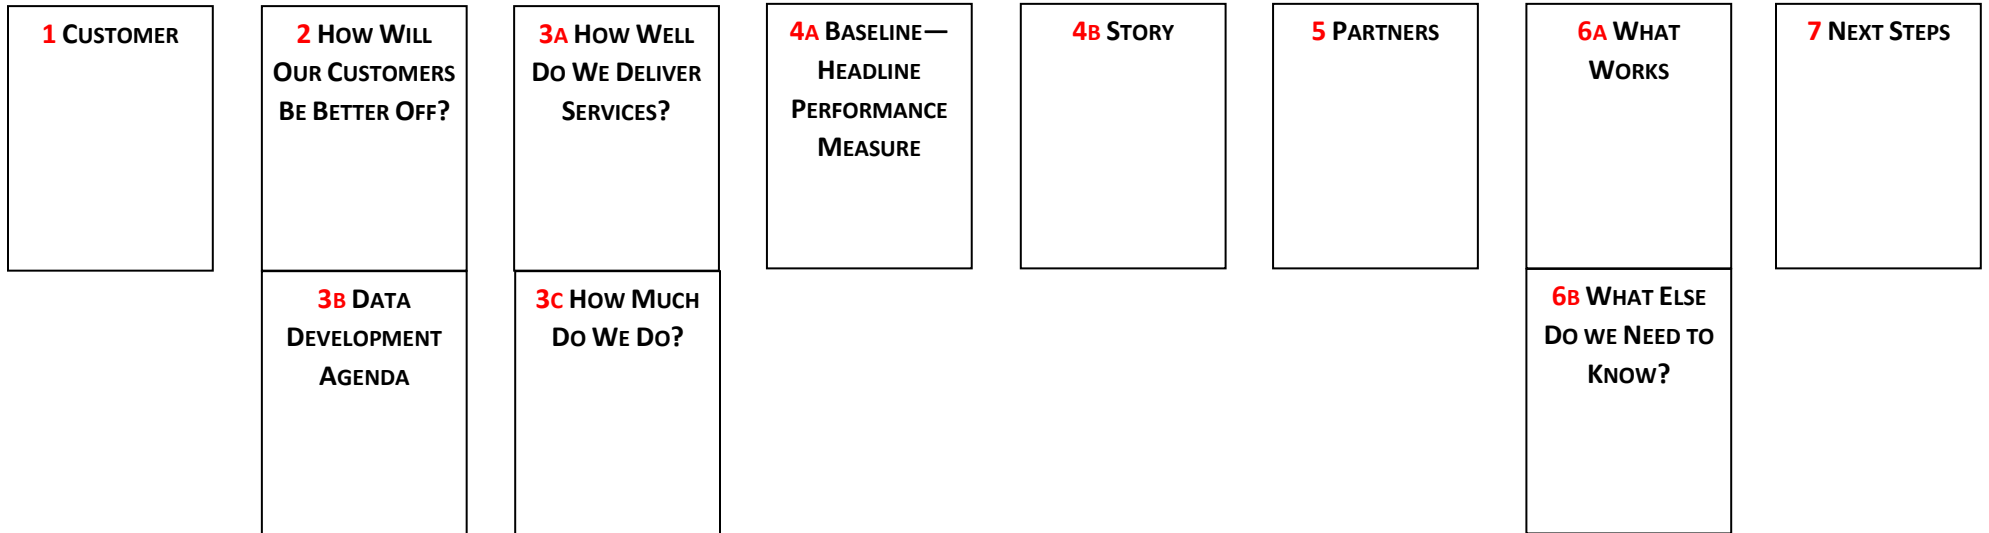 1 Customer
2 How Will
Our Customers
Be Better Off?
3a How Well
Do We Deliver
Services?
4a Baseline—
Headline
Performance
Measure
4b Story
5 Partners
6a What
Works
7 Next Steps
3b Data
Development
Agenda
3c How Much
Do We Do?
6b What Else
Do we Need to
Know?